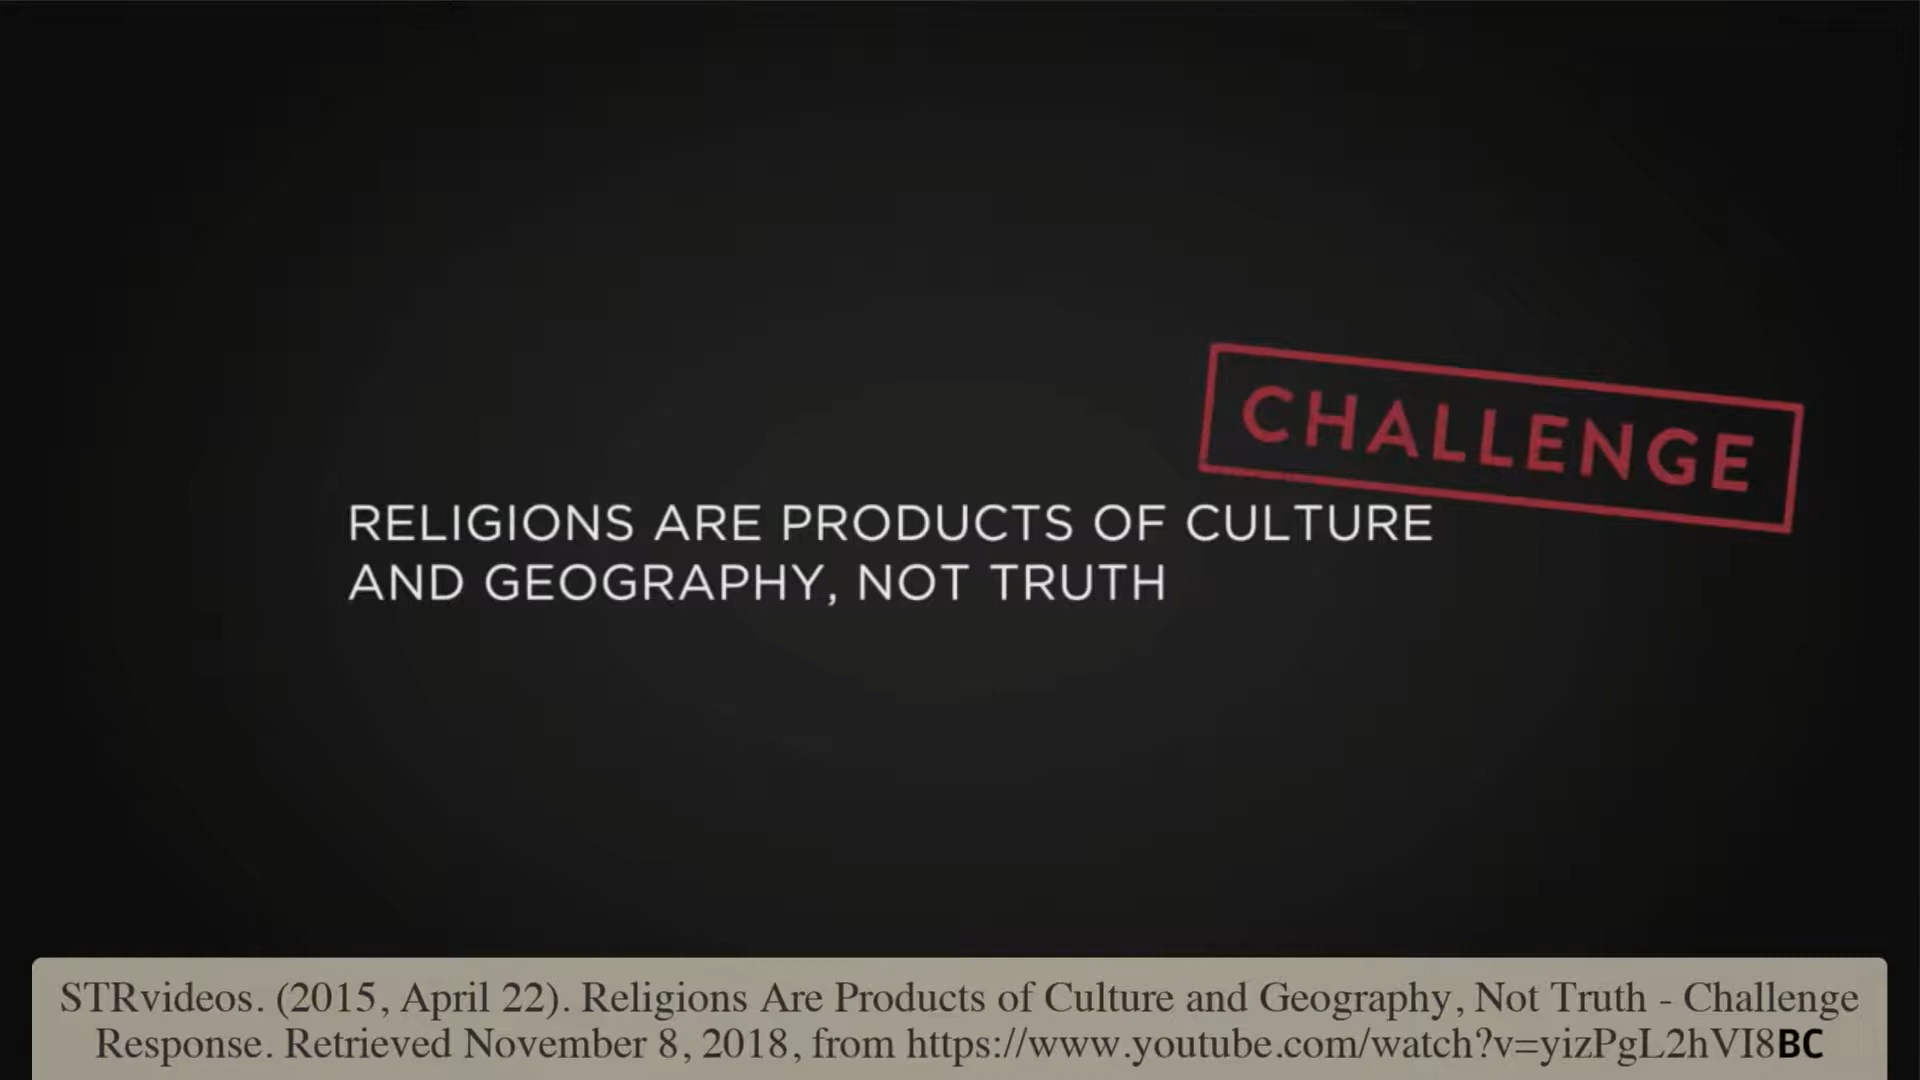 CHALLENGE
RELIGIONS ARE PRODUCTS OF CULTURE
AND GEOGRAPHY, NOT TRUTH
STRvideos. (2015, April 22). Religions Are Products of Culture and Geography, Not Truth - Challenge
Response. Retrieved November 8, 2018, from https://www.youtube.com/watch?v=yizPgL2hVI8BC